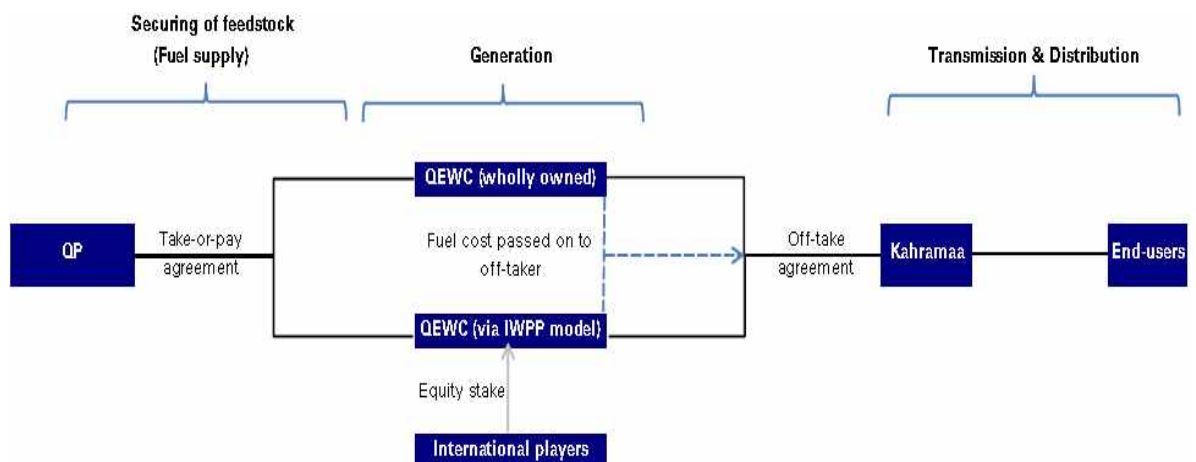 Securing of feedstock
(Fuel supply)
Generation
Transmission & Distribution
QEWC (wholly owned)
QP
Take-or-pay
agreement
Fuel cost passed on to
off-taker
Off-take
agreement
Kahramaa
End-users
QEWC (via IWPP model)
Equity stake
International players